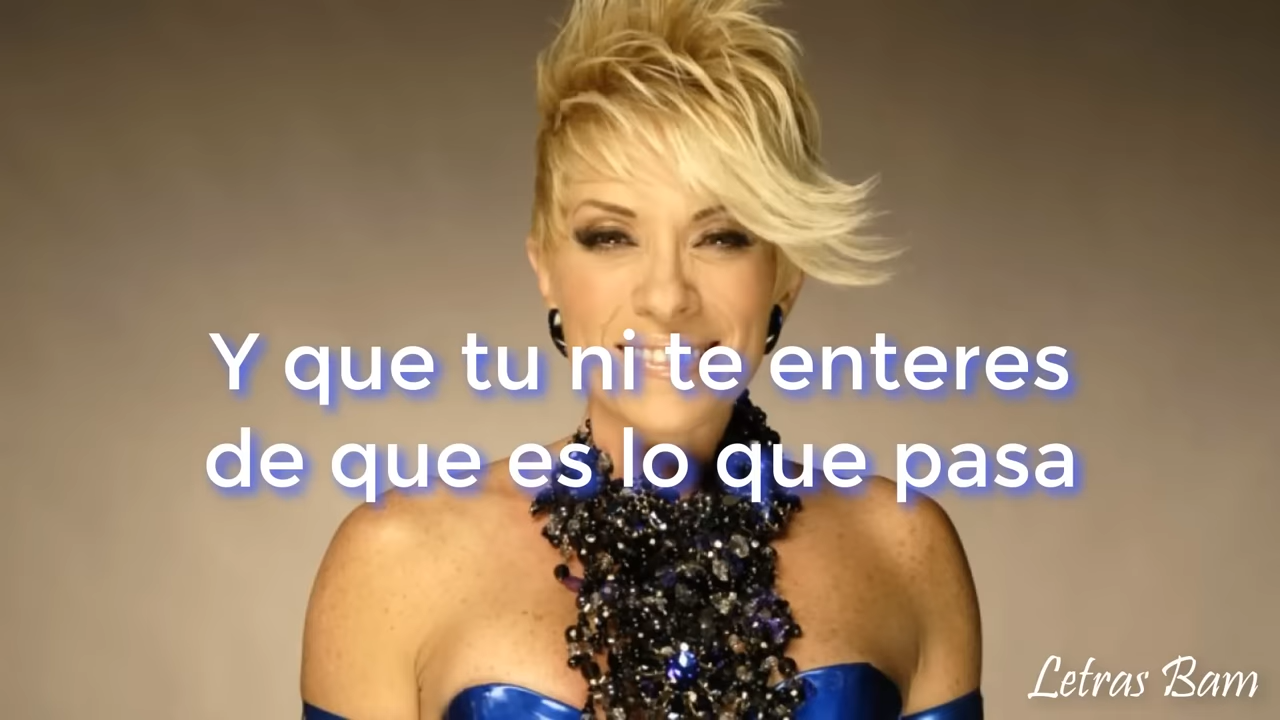 Y que tu ni te enteres
de que es lo que pasa
Letras Bam